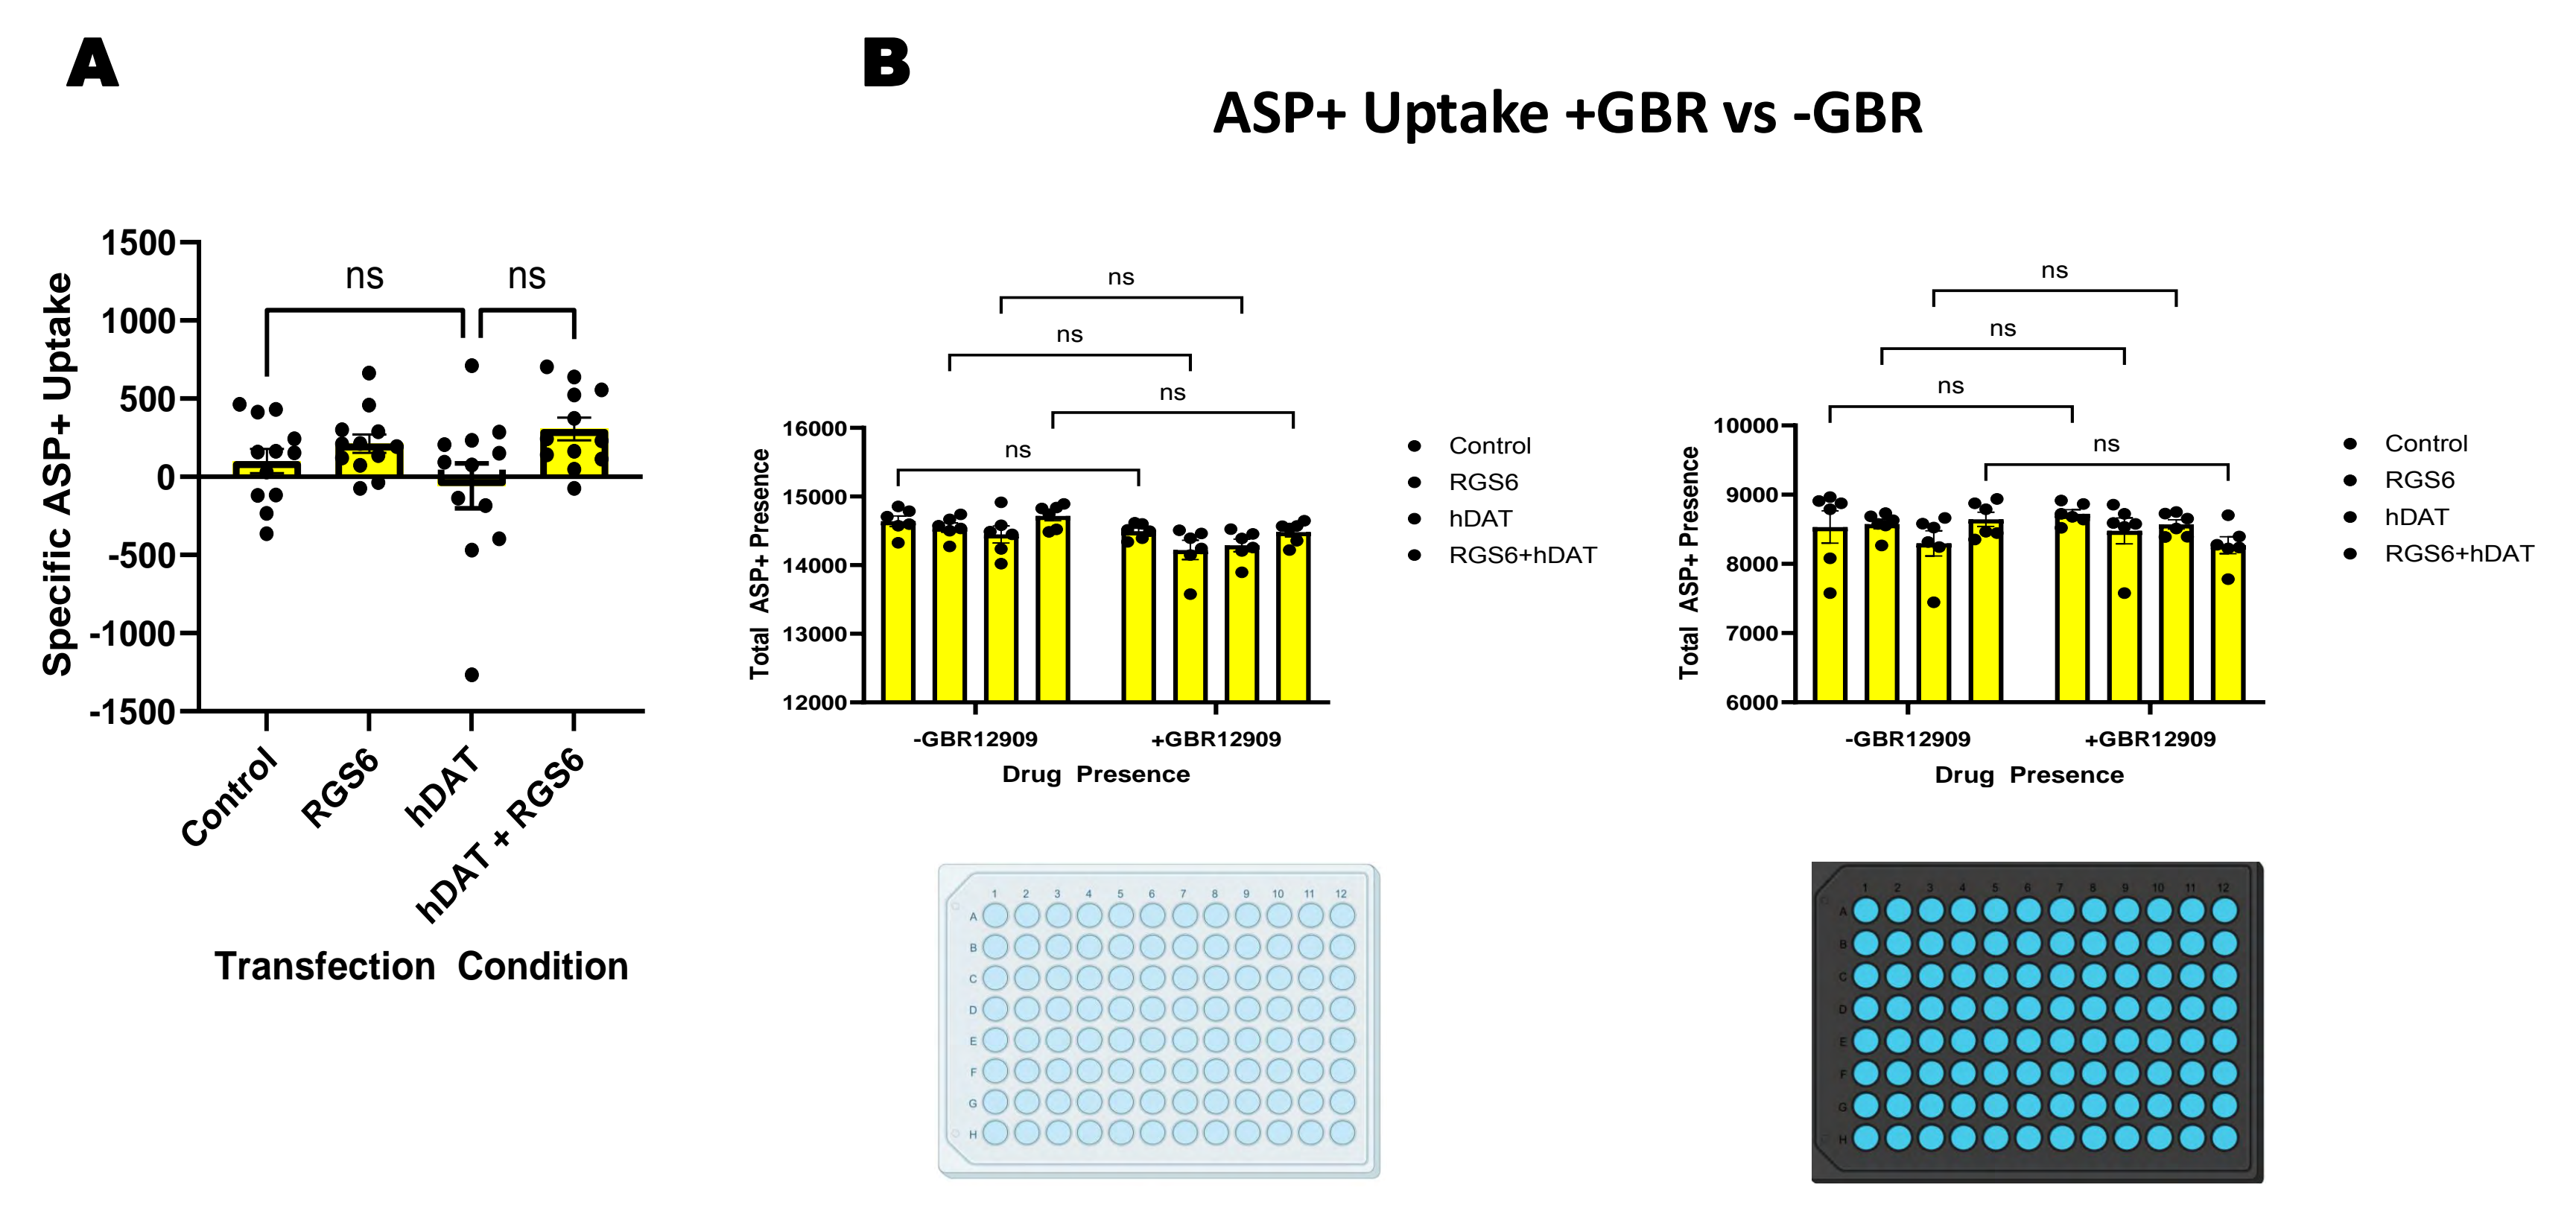 A
B
ASP+ Uptake +GBR vs -GBR
Specific ASP+ Uptake
1500
1000
500
0
-500
-1000
-1500
ns
ns
Control
RGS6
hDAT
hDAT + RGS6
Transfection Condition
Total ASP+ Presence
16000
15000
14000
13000
12000
ns
ns
ns
ns
-GBR12909
+GBR12909
Drug Presence
Control
RGS6
hDAT
RGS6+hDAT
Total ASP+ Presence
10000
9000
8000
7000
6000
ns
ns
ns
ns
-GBR12909
+GBR12909
Drug Presence
Control
RGS6
hDAT
RGS6+hDAT
1 2 3 4 5 6 7 8 9 10 11 12
A
B
C
D
E
F
G
H
1 2 3 4 5 6 7 8 9 10 11 12
A
B
C
D
E
F
G
H